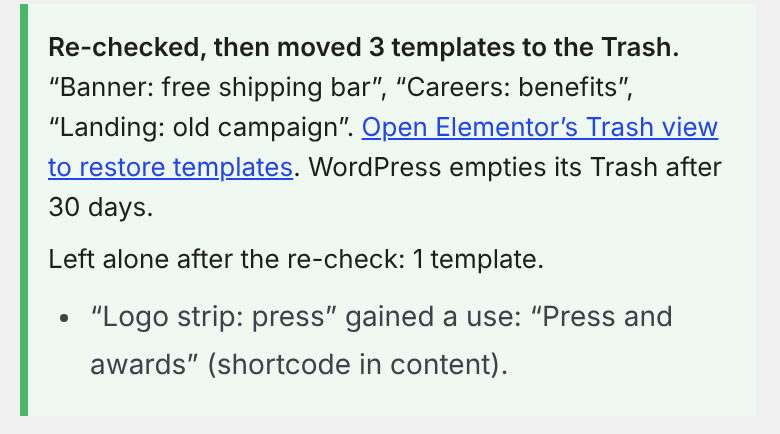 Re-checked, then moved 3 templates to the Trash.
“Banner: free shipping bar”, “Careers: benefits”,
“Landing: old campaign”. Open Elementor’s Trash view
to restore templates. WordPress empties its Trash after
30 days.
Left alone after the re-check: 1 template.
• “Logo strip: press” gained a use: “Press and
awards” (shortcode in content).